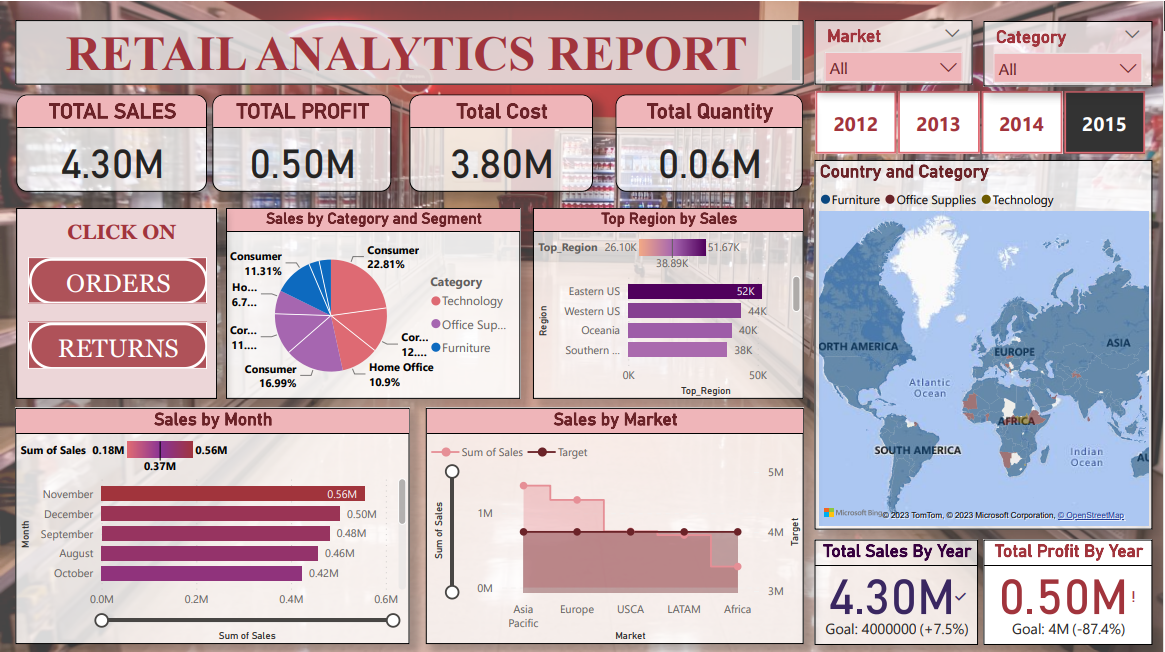 RETAIL ANALYTICS REPORT
Market
All
Category
All
2012 2013 2014 2015
TOTAL SALES
4.30M
TOTAL PROFIT
0.50M
Total Cost
3.80M
Total Quantity
0.06M
CLICK ON
ORDERS
RETURNS
Sales by Category and Segment
Consumer
22.81%
Cor...
12....
Home Office
10.9%
Consumer
16.99%
Cor...
11....
Ho...
6.7...
Consumer
11.31%
Category
Technology
Office Sup...
Furniture
Top Region by Sales
Top_Region 26.10K 51.67K
38.89K
Region
Eastern US 52K
Western US 44K
Oceania 40K
Southern ... 38K
0K 50K
Top_Region
Country and Category
Furniture Office Supplies Technology
ORTH AMERICA
EUROPE
ASIA
Atlantic
Ocean
AFRICA
SOUTH AMERICA
Indian
Ocean
AU
Microsoft Bing
© 2023 TomTom, © 2023 Microsoft Corporation, © OpenStreetMap
Sales by Month
Sum of Sales 0.18M 0.56M
0.37M
Month
November 0.56M
December 0.50M
September 0.48M
August 0.46M
October 0.42M
0.0M 0.2M 0.4M 0.6M
Sum of Sales
Sales by Market
Sum of Sales Target
Sum of Sales
1M
0M
5M
4M
3M
Target
Asia
Pacific
Europe
USCA
LATAM
Africa
Market
Total Sales By Year
4.30M
Goal: 4000000 (+7.5%)
Total Profit By Year
0.50M!
Goal: 4M (-87.4%)